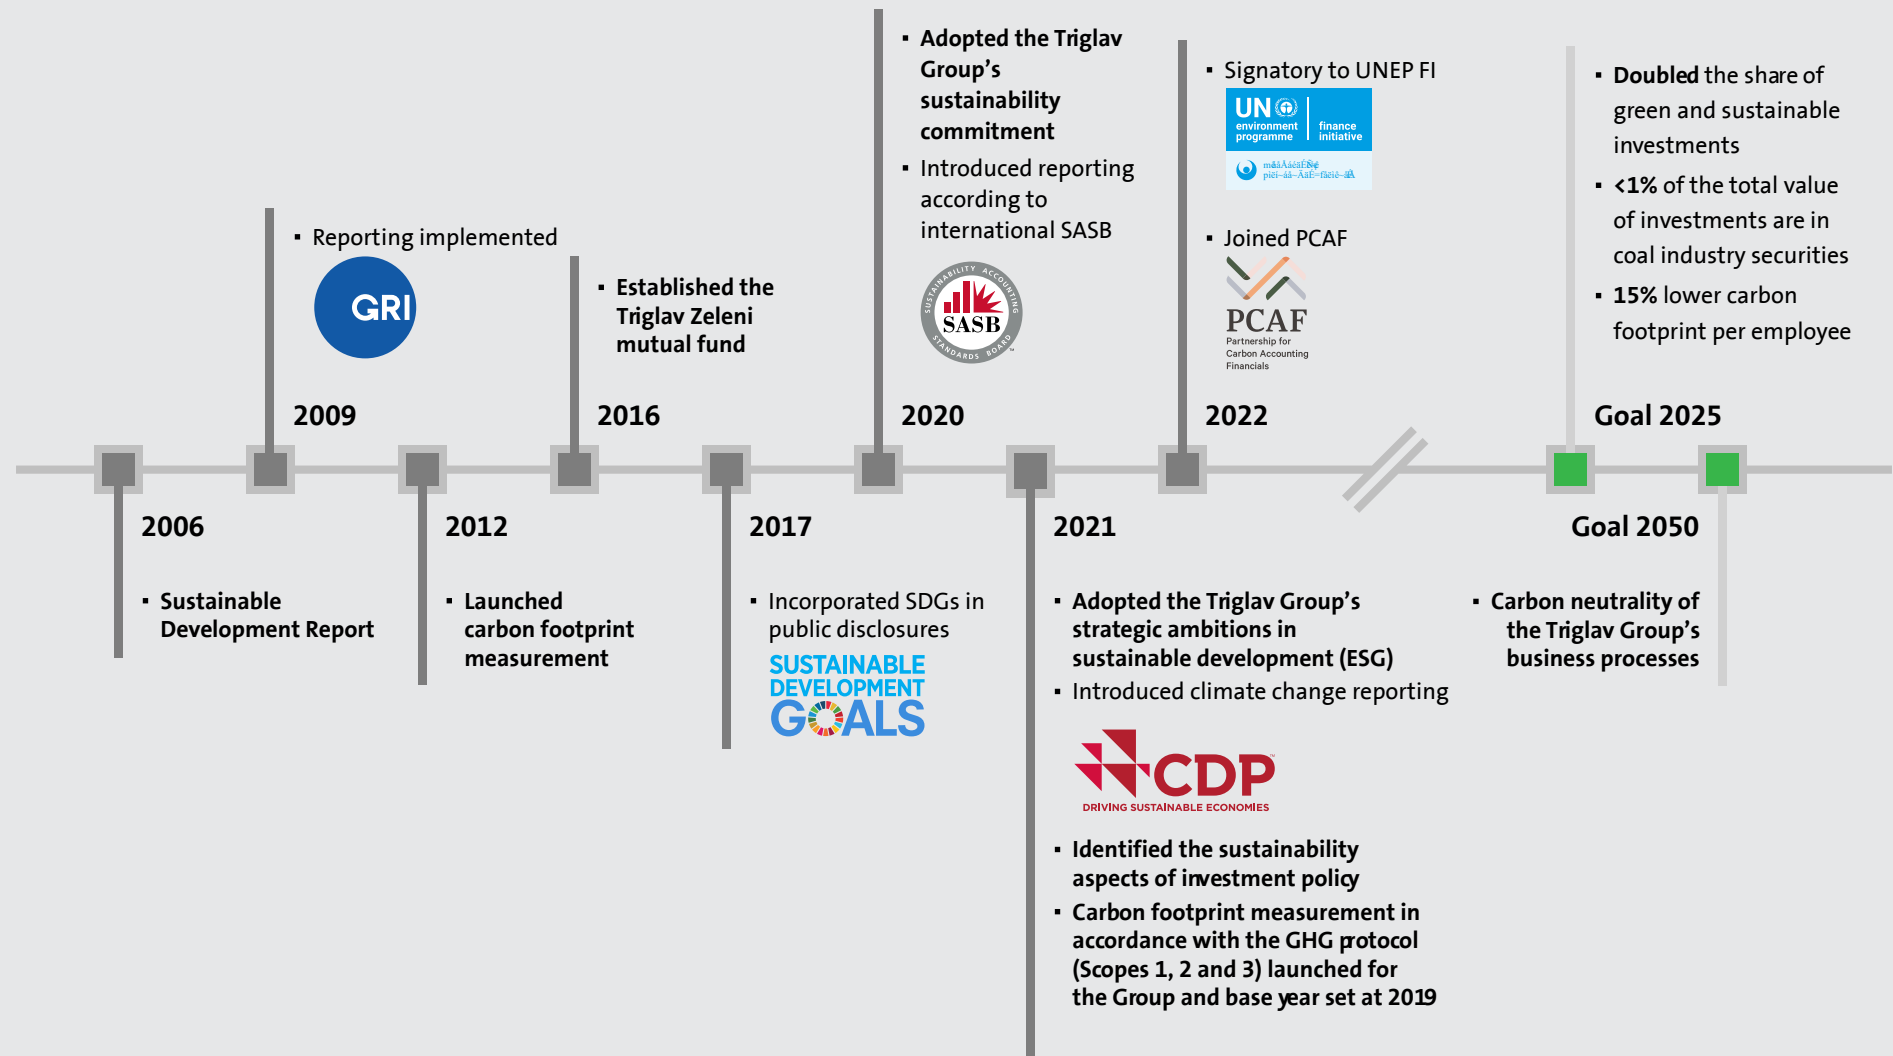 2006
▪ Sustainable
Development Report
2009
▪ Reporting implemented
GRI
2012
▪ Launched
carbon footprint
measurement
2016
▪ Established the
Triglav Zeleni
mutual fund
2017
▪ Incorporated SDGs in
public disclosures
SUSTAINABLE
DEVELOPMENT
GOALS
2020
▪ Adopted the Triglav
Group’s
sustainability
commitment
▪ Introduced reporting
according to
international SASB
SUSTAINABILITY ACCOUNTING
SASB
STANDARDS BOARD
™
2021
▪ Adopted the Triglav Group’s
strategic ambitions in
sustainable development (ESG)
▪ Introduced climate change reporting
CDP
DRIVING SUSTAINABLE ECONOMIES
▪ Identified the sustainability
aspects of investment policy
▪ Carbon footprint measurement in
accordance with the GHG protocol
(Scopes 1, 2 and 3) launched for
the Group and base year set at 2019
2022
▪ Signatory to UNEP FI
UN
environment
programme
finance
initiative
▪ Joined PCAF
PCAF
Partnership for
Carbon Accounting
Financials
Goal 2025
▪ Doubled the share of
green and sustainable
investments
▪ <1% of the total value
of investments are in
coal industry securities
▪ 15% lower carbon
footprint per employee
Goal 2050
▪ Carbon neutrality of
the Triglav Group’s
business processes